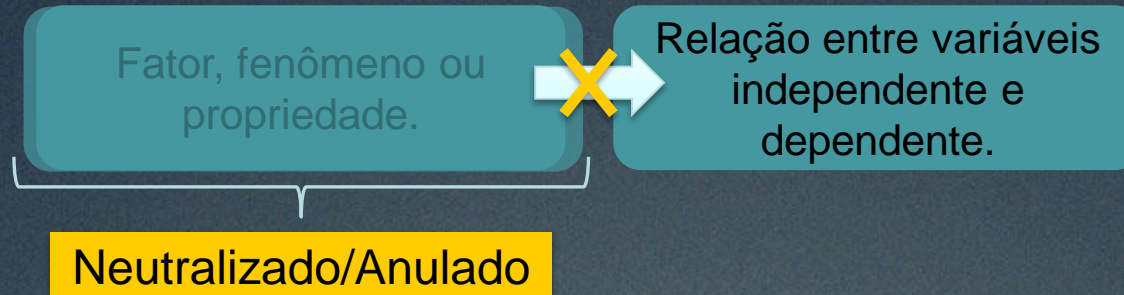 Fator, fenômeno ou
propriedade.
Relação entre variáveis
independente e
dependente.
Neutralizado/Anulado